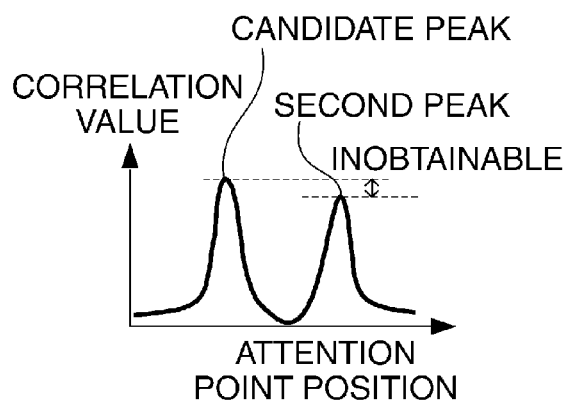 CANDIDATE PEAK
CORRELATION
VALUE
SECOND PEAK
INOBTAINABLE
ATTENTION
POINT POSITION